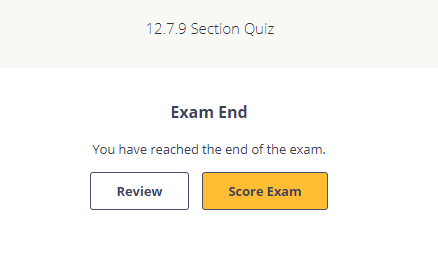 12.7.9 Section Quiz
Exam End
You have reached the end of the exam.
Review
Score Exam